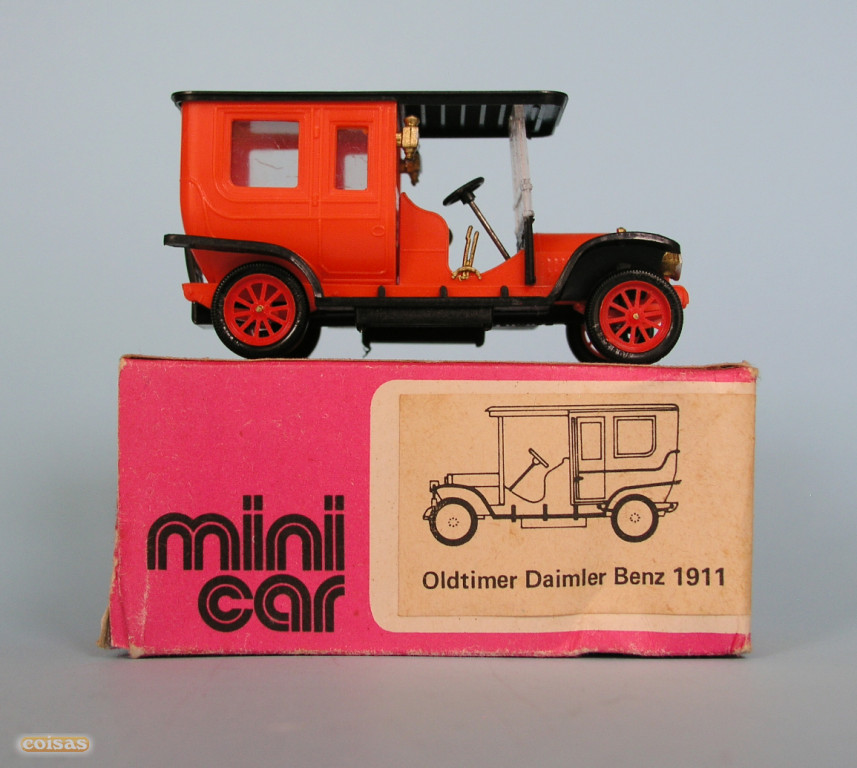 mini
car
Oldtimer Daimler Benz 1911
coisas